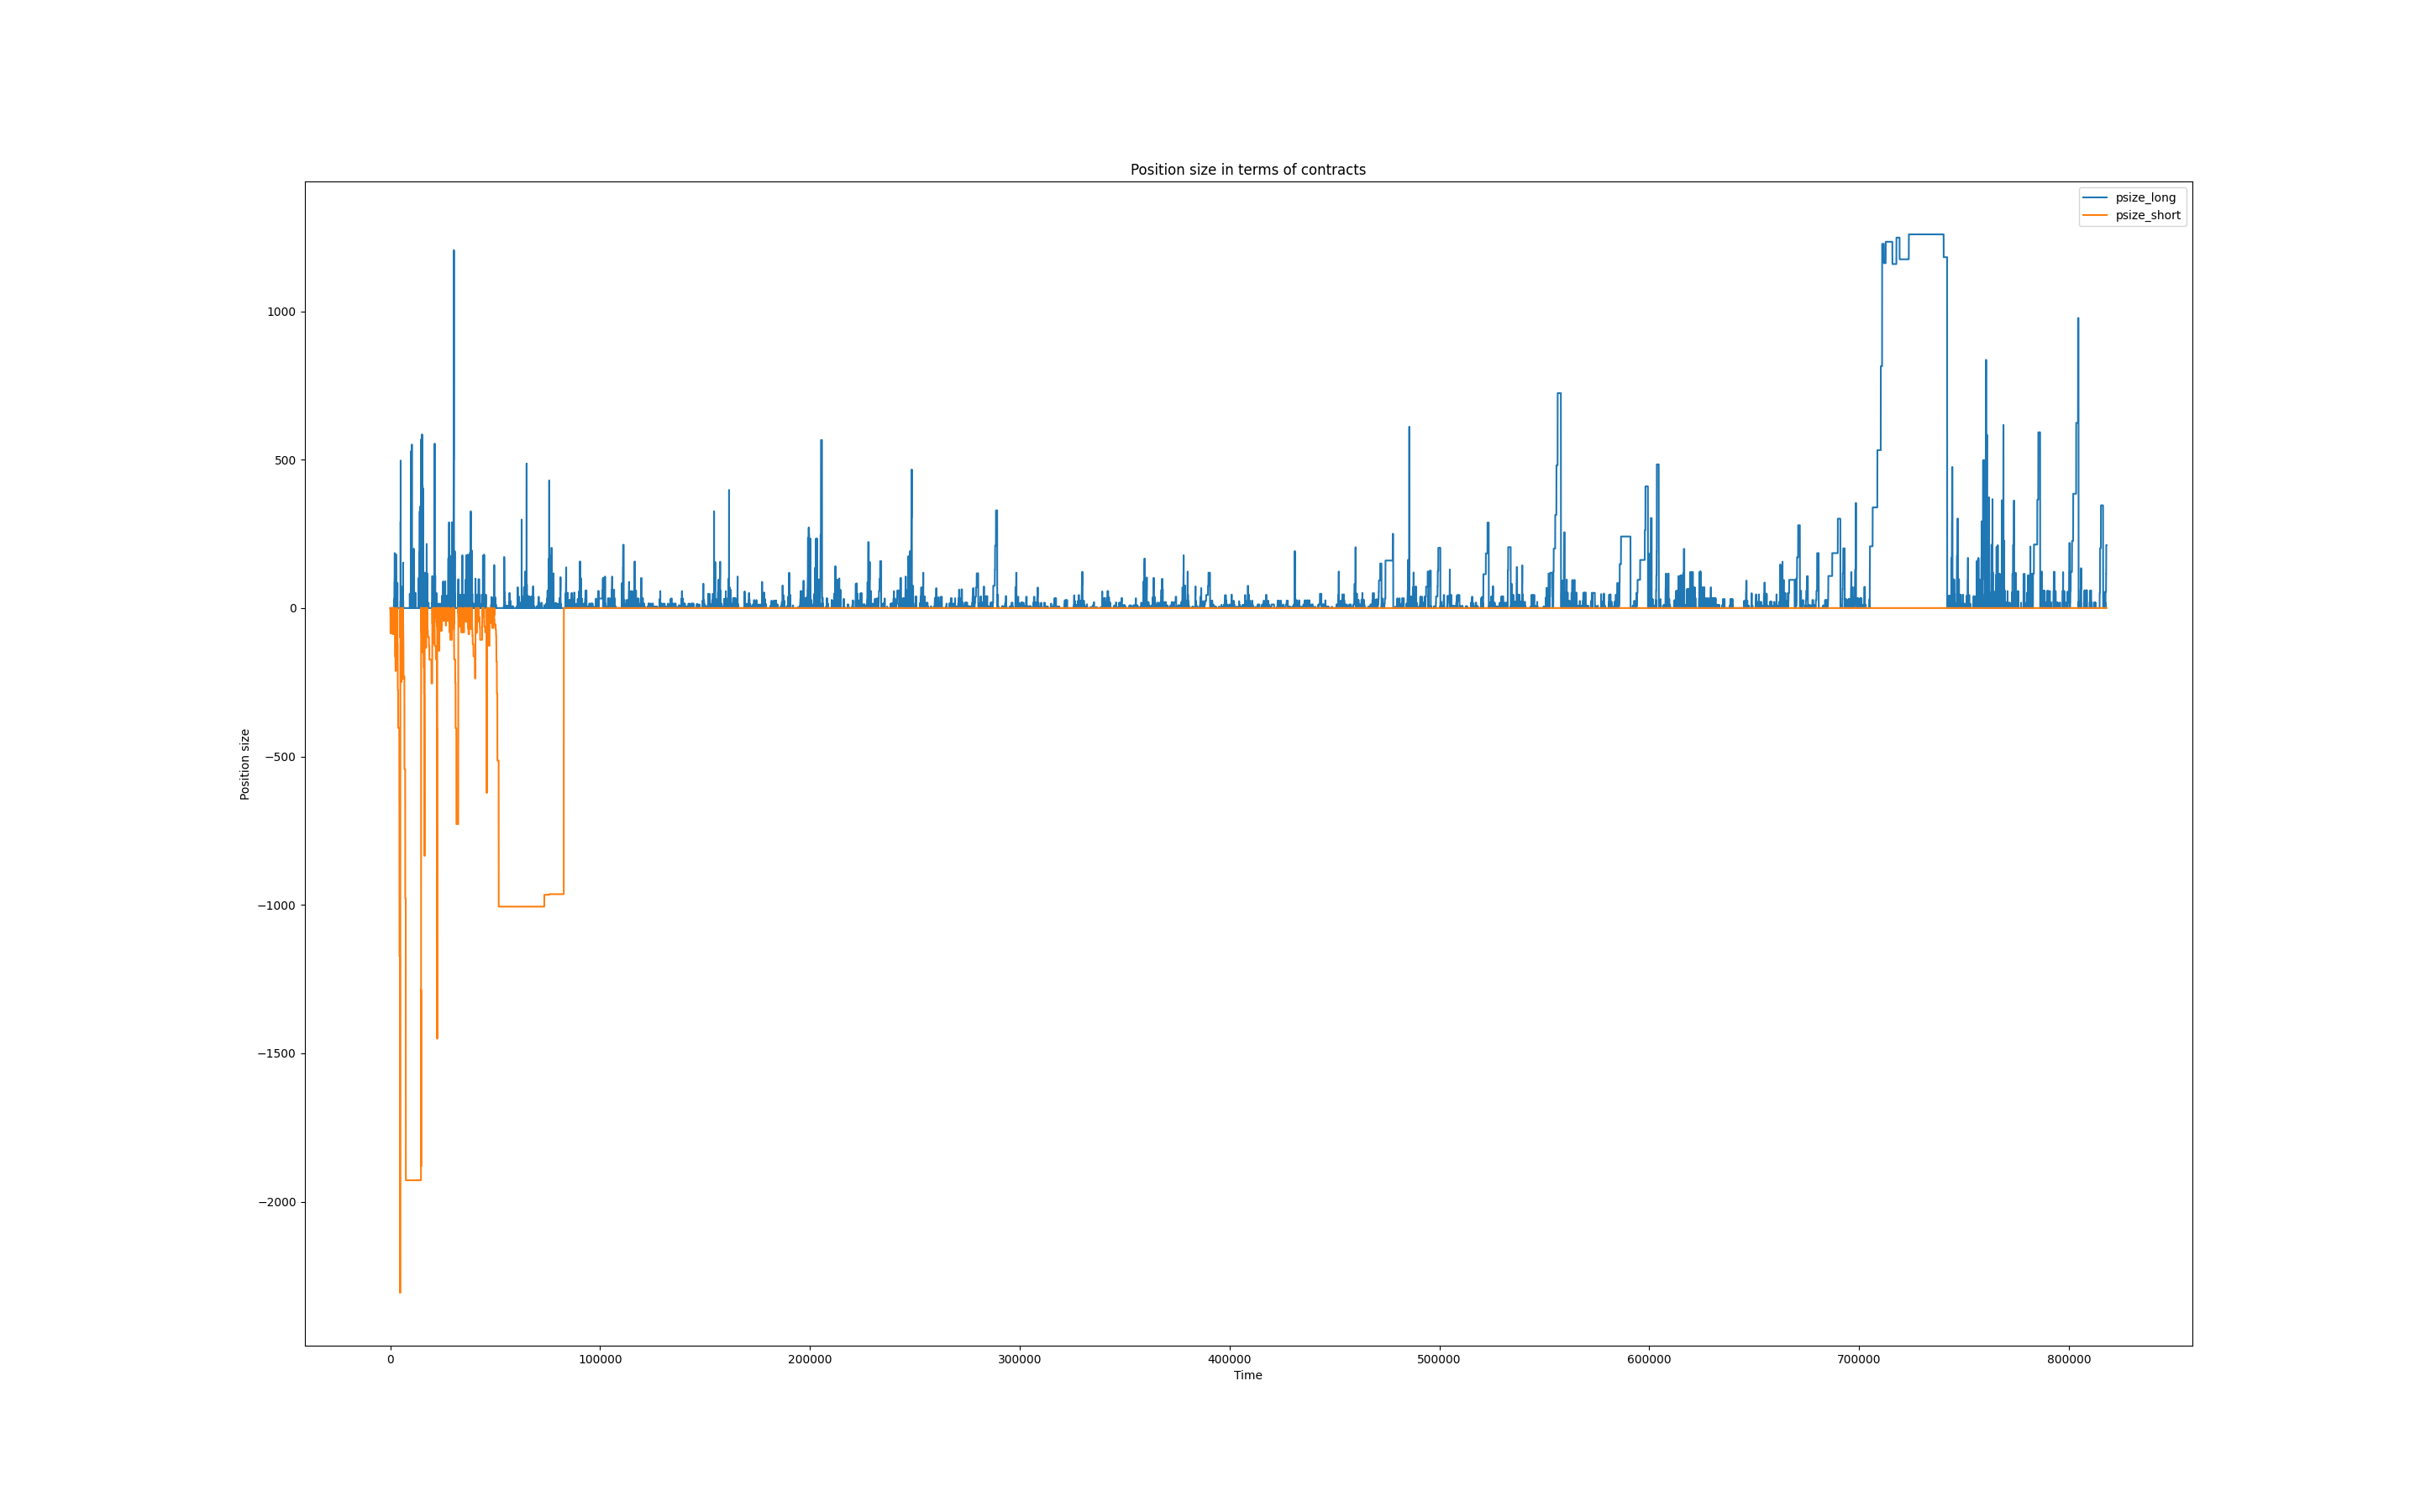 Position size in terms of contracts
psize_long
psize_short
1000
500
0
−500
−1000
−1500
−2000
Position size
0 100000 200000 300000 400000 500000 600000 700000 800000
Time